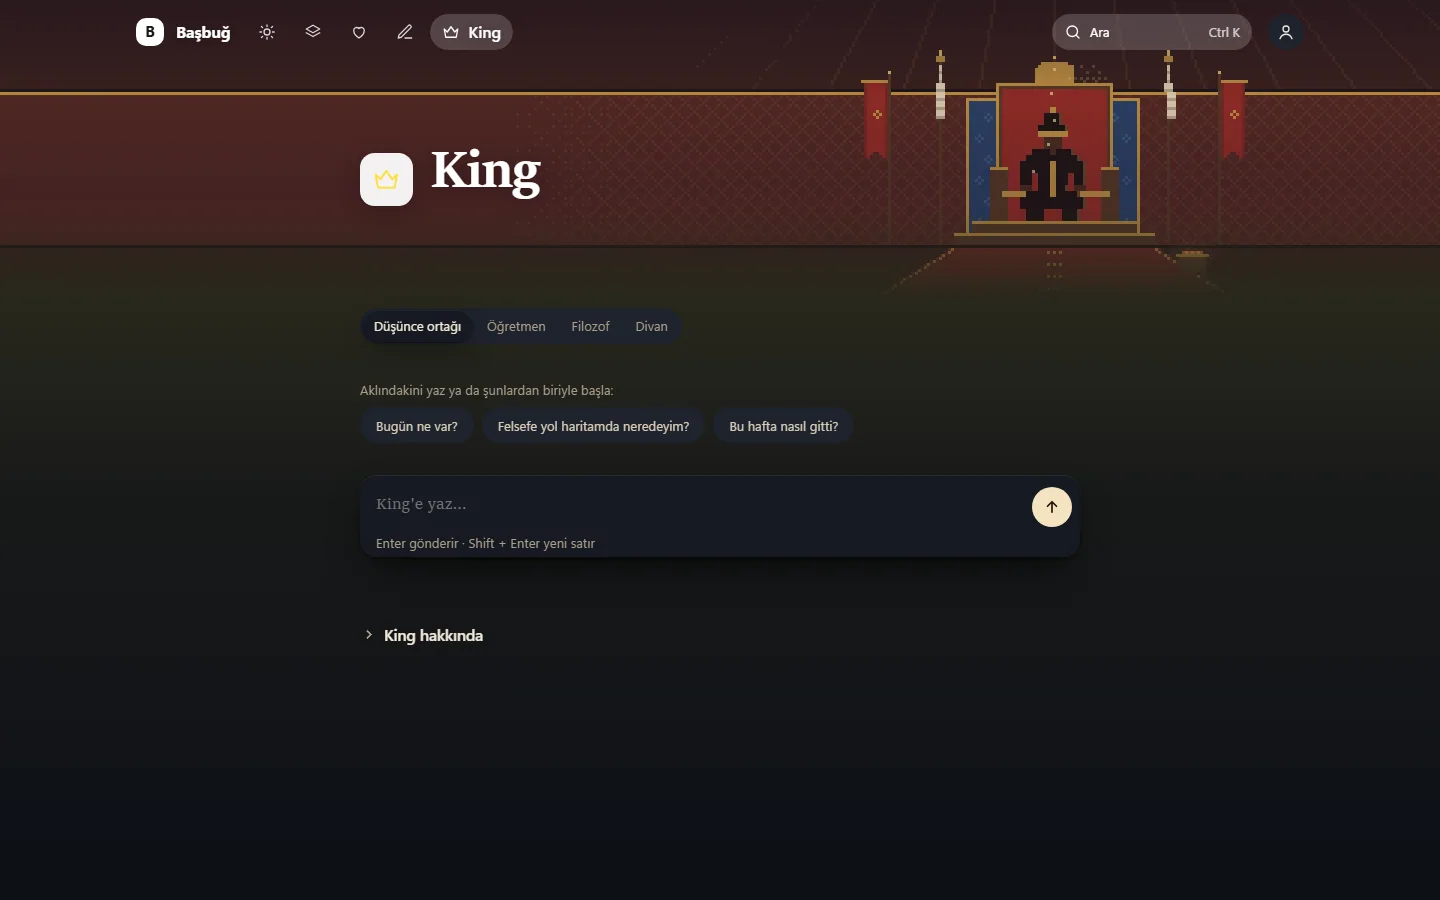 B Başbuğ King Ara Ctrl K
King
Düşünce ortağı Öğretmen Filozof Divan
Aklındakini yaz ya da şunlardan biriyle başla:
Bugün ne var? Felsefe yol haritamda neredeyim? Bu hafta nasıl gitti?
King'e yaz...
Enter gönderir · Shift + Enter yeni satır
King hakkında